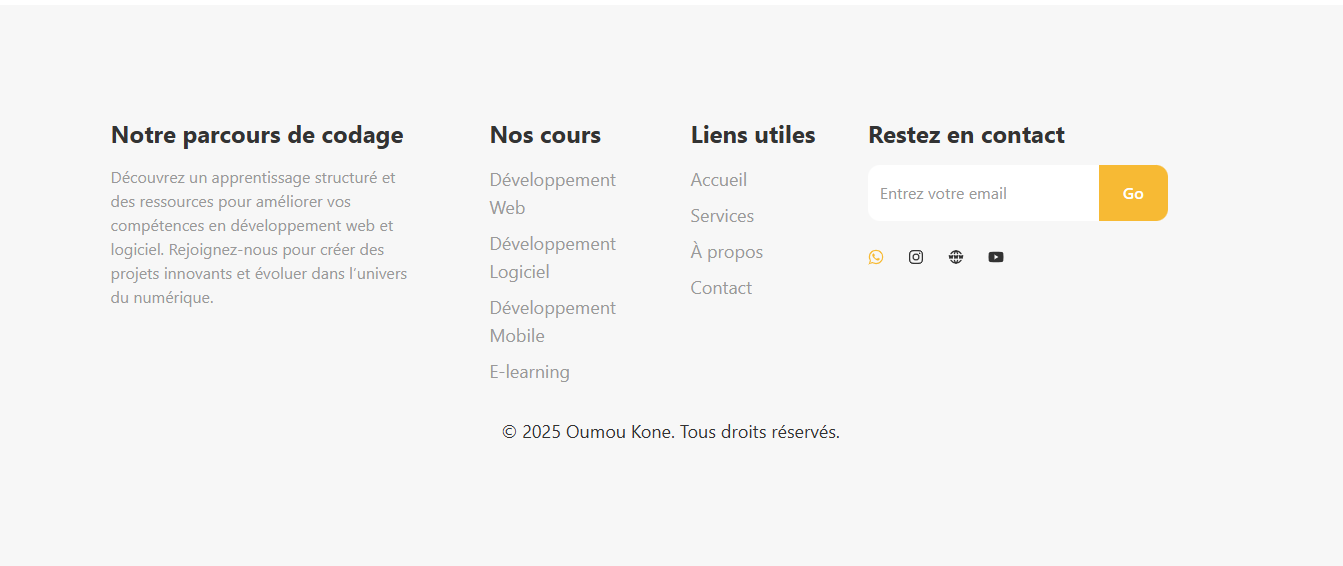 Notre parcours de codage
Découvrez un apprentissage structuré et
des ressources pour améliorer vos
compétences en développement web et
logiciel. Rejoignez-nous pour créer des
projets innovants et évoluer dans l'univers
du numérique.
Nos cours
Développement
Web
Développement
Logiciel
Développement
Mobile
E-learning
Liens utiles
Accueil
Services
À propos
Contact
Restez en contact
Entrez votre email
Go
© 2025 Oumou Kone. Tous droits réservés.